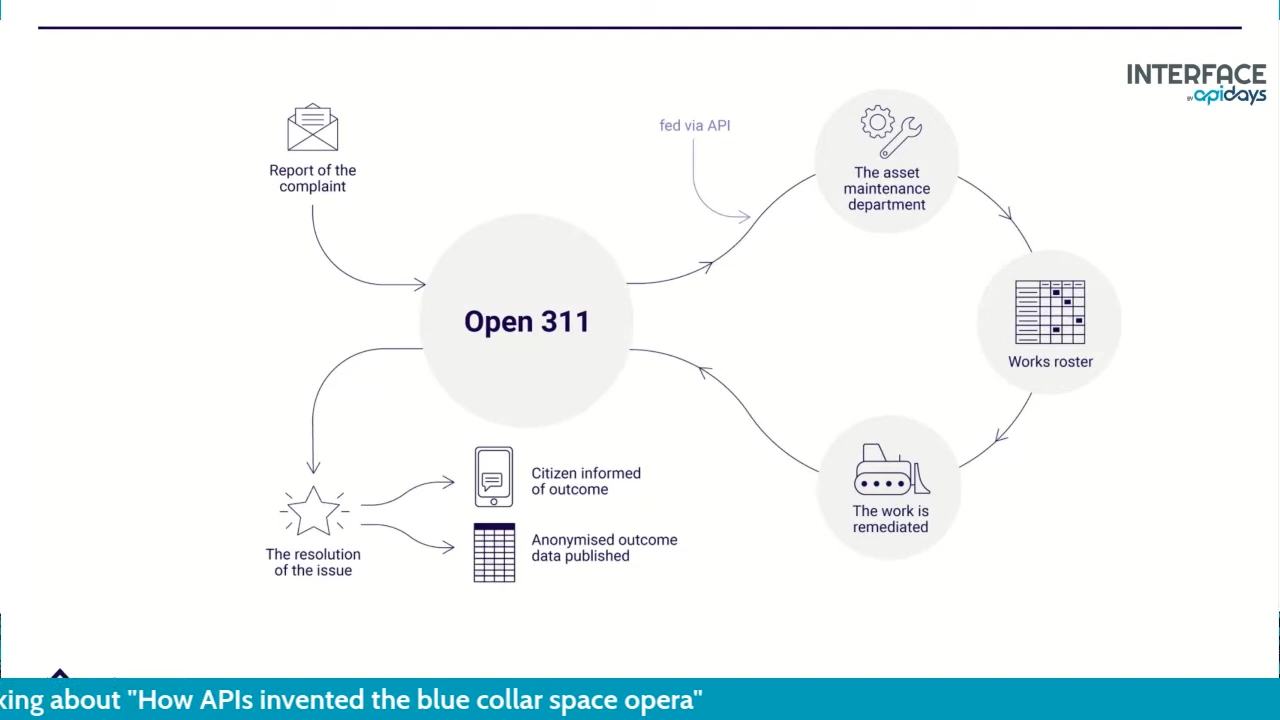 INTERFACE
BY apidays
Report of the
complaint
fed via API
The asset
maintenance
department
Open 311
Works roster
Citizen informed
of outcome
The work is
remediated
Anonymised outcome
data published
The resolution
of the issue
king about "How APIs invented the blue collar space opera"